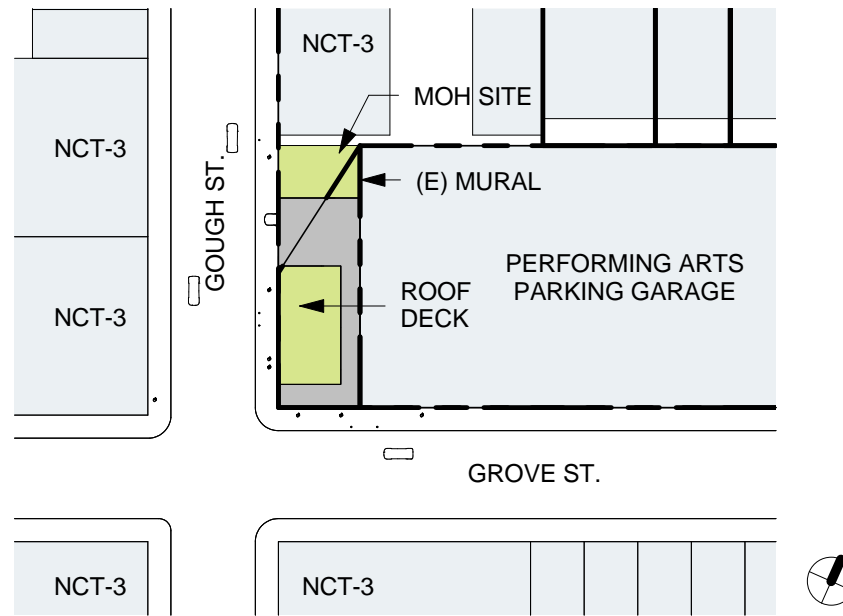 NCT-3
MOH SITE
NCT-3
(E) MURAL
GOUGH ST.
PERFORMING ARTS
PARKING GARAGE
ROOF
DECK
NCT-3
GROVE ST.
NCT-3
NCT-3